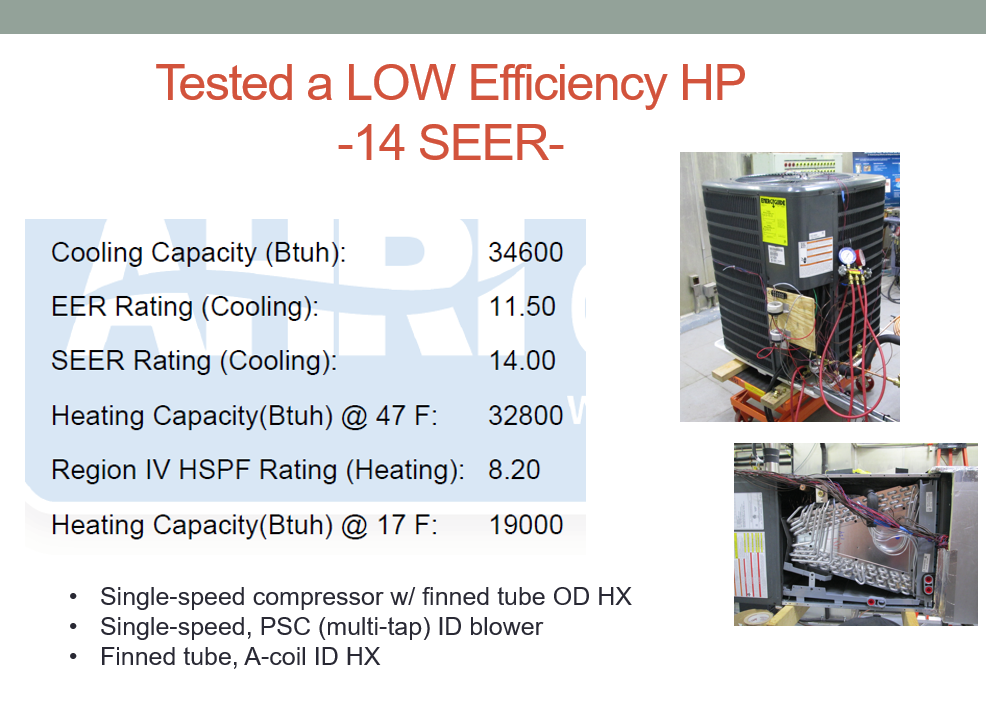 Tested a LOW Efficiency HP
-14 SEER-
Cooling Capacity (Btuh): 34600
EER Rating (Cooling): 11.50
SEER Rating (Cooling): 14.00
Heating Capacity(Btuh) @ 47 F: 32800
Region IV HSPF Rating (Heating): 8.20
Heating Capacity(Btuh) @ 17 F: 19000
• Single-speed compressor w/ finned tube OD HX
• Single-speed, PSC (multi-tap) ID blower
• Finned tube, A-coil ID HX
ENERGYGUIDE